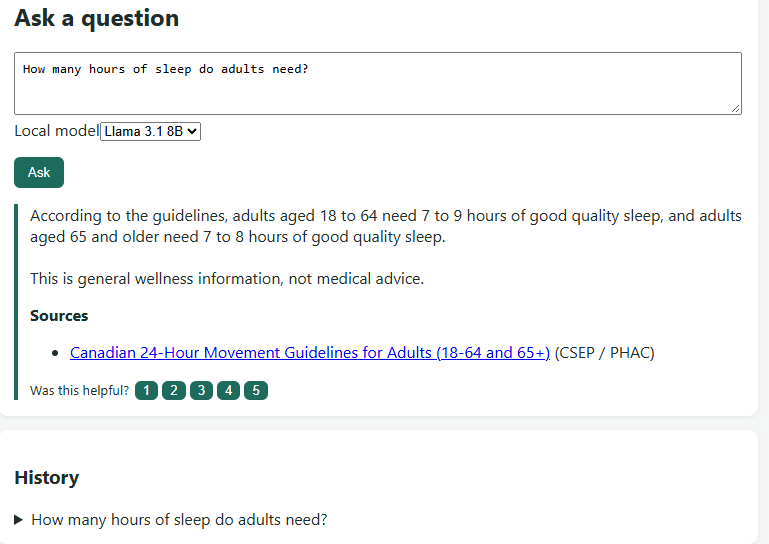 Ask a question
How many hours of sleep do adults need?
Local model Llama 3.1 8B
Ask
According to the guidelines, adults aged 18 to 64 need 7 to 9 hours of good quality sleep, and adults
aged 65 and older need 7 to 8 hours of good quality sleep.
This is general wellness information, not medical advice.
Sources
Canadian 24-Hour Movement Guidelines for Adults (18-64 and 65+) (CSEP / PHAC)
Was this helpful? 1 2 3 4 5
History
How many hours of sleep do adults need?